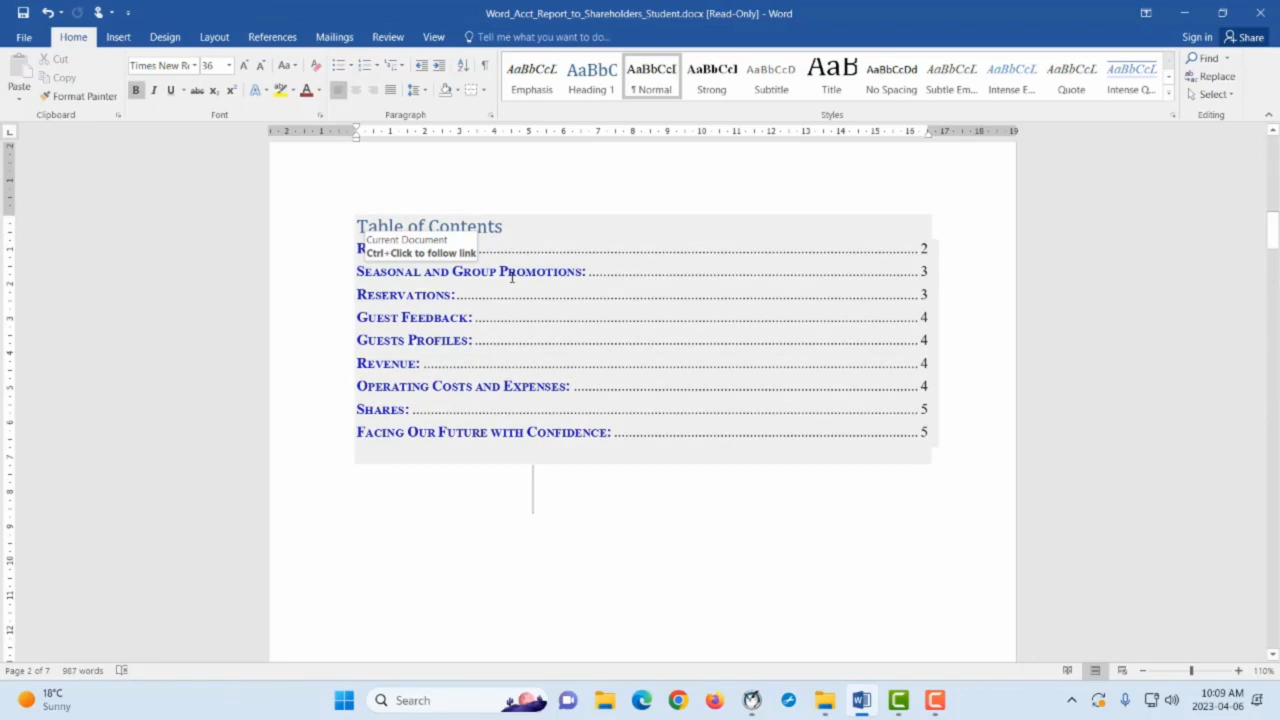 Word_Acct_Report_to_Shareholders_Student.docx [Read-Only] - Word
File Home Insert Design Layout References Mailings Review View Tell me what you want to do... Sign in Share
Cut
Copy
Format Painter
Paste
Clipboard
Times New Ro 36
Font
Paragraph
AaBbCcL AaBbC AaBbCcI AaBbCcl AaBbCcD AaB AaBbCcDd AaBbCcL AaBbCcL AaBbCcL AaBbCcL
Emphasis Heading 1 ¶ Normal Strong Subtitle Title No Spacing Subtle Em... Intense E... Quote Intense Q...
Styles
Find
Replace
Select
Editing
Table of Contents
Current Document
Ctrl+Click to follow link
R 2
Seasonal and Group Promotions: 3
Reservations: 3
Guest Feedback: 4
Guests Profiles: 4
Revenue: 4
Operating Costs and Expenses: 4
Shares: 5
Facing Our Future with Confidence: 5
Page 2 of 7 987 words 110%
18°C
Sunny
Search
10:09 AM
2023-04-06